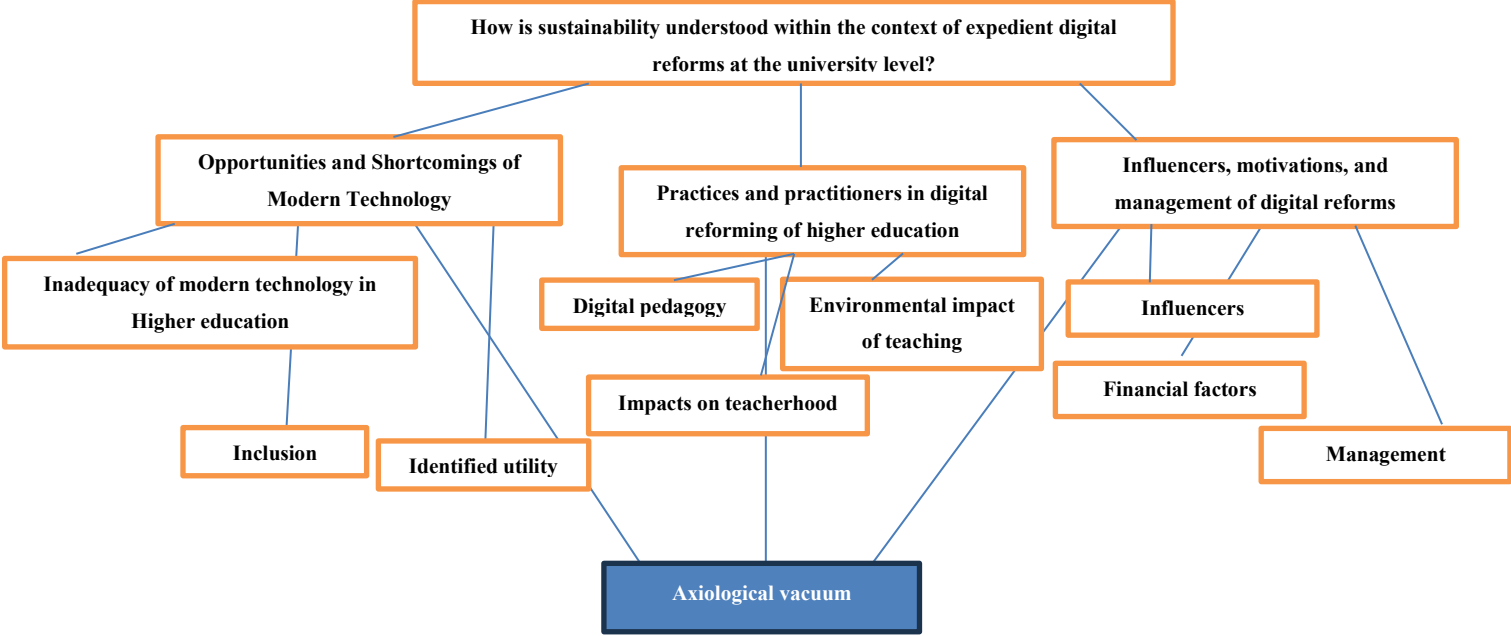 How is sustainability understood within the context of expedient digital
reforms at the university level?
Opportunities and Shortcomings of
Modern Technology
Practices and practitioners in digital
reforming of higher education
Influencers, motivations, and
management of digital reforms
Inadequacy of modern technology in
Higher education
Digital pedagogy
Environmental impact
of teaching
Influencers
Impacts on teacherhood
Financial factors
Inclusion
Identified utility
Management
Axiological vacuum